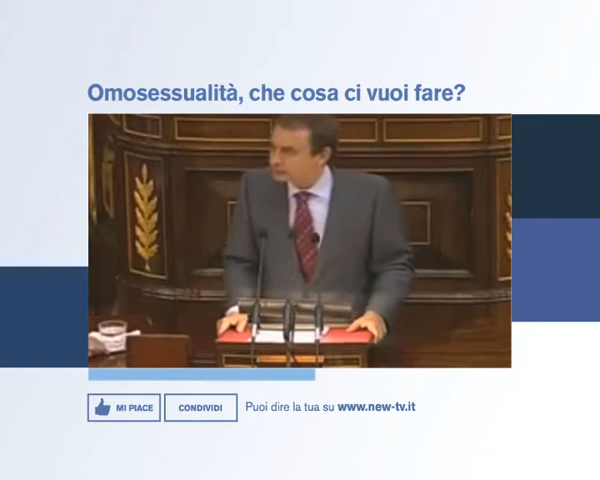 Omosessualità, che cosa ci vuoi fare?
MI PIACE
CONDIVIDI
Puoi dire la tua su www.new-tv.it